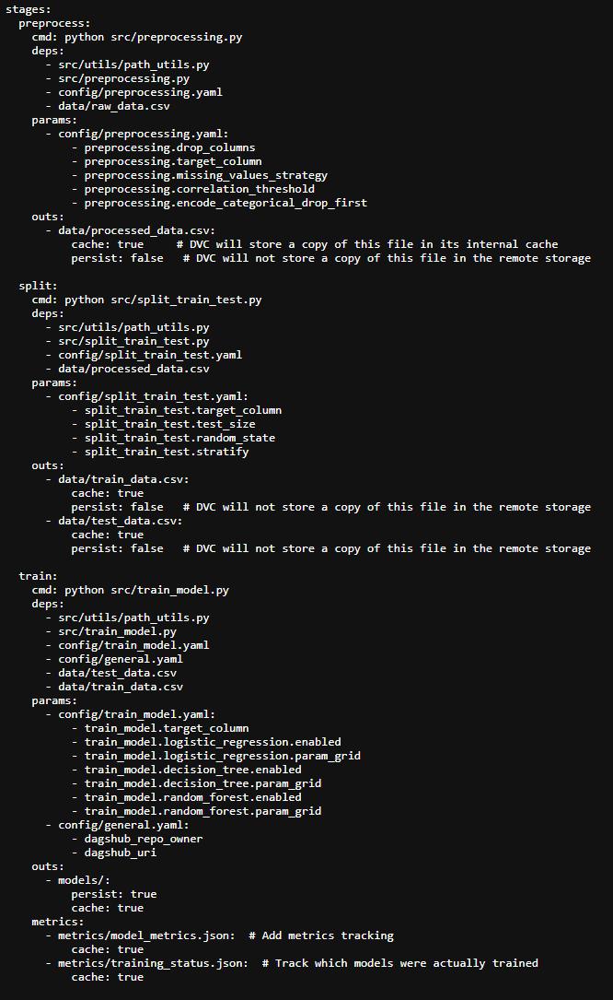 stages:
  preprocess:
    cmd: python src/preprocessing.py
    deps:
      - src/utils/path_utils.py
      - src/preprocessing.py
      - config/preprocessing.yaml
      - data/raw_data.csv
    params:
      - config/preprocessing.yaml:
          - preprocessing.drop_columns
          - preprocessing.target_column
          - preprocessing.missing_values_strategy
          - preprocessing.correlation_threshold
          - preprocessing.encode_categorical_drop_first
    outs:
      - data/processed_data.csv:
          cache: true     # DVC will store a copy of this file in its internal cache
          persist: false   # DVC will not store a copy of this file in the remote storage

  split:
    cmd: python src/split_train_test.py
    deps:
      - src/utils/path_utils.py
      - src/split_train_test.py
      - config/split_train_test.yaml
      - data/processed_data.csv
    params:
      - config/split_train_test.yaml:
          - split_train_test.target_column
          - split_train_test.test_size
          - split_train_test.random_state
          - split_train_test.stratify
    outs:
      - data/train_data.csv:
          cache: true
          persist: false   # DVC will not store a copy of this file in the remote storage
      - data/test_data.csv:
          cache: true
          persist: false   # DVC will not store a copy of this file in the remote storage

  train:
    cmd: python src/train_model.py
    deps:
      - src/utils/path_utils.py
      - src/train_model.py
      - config/train_model.yaml
      - config/general.yaml
      - data/test_data.csv
      - data/train_data.csv
    params:
      - config/train_model.yaml:
          - train_model.target_column
          - train_model.logistic_regression.enabled
          - train_model.logistic_regression.param_grid
          - train_model.decision_tree.enabled
          - train_model.decision_tree.param_grid
          - train_model.random_forest.enabled
          - train_model.random_forest.param_grid
      - config/general.yaml:
          - dagshub_repo_owner
          - dagshub_uri
    outs:
      - models/:
          persist: true
          cache: true
    metrics:
      - metrics/model_metrics.json:  # Add metrics tracking
          cache: true
      - metrics/training_status.json:  # Track which models were actually trained
          cache: true